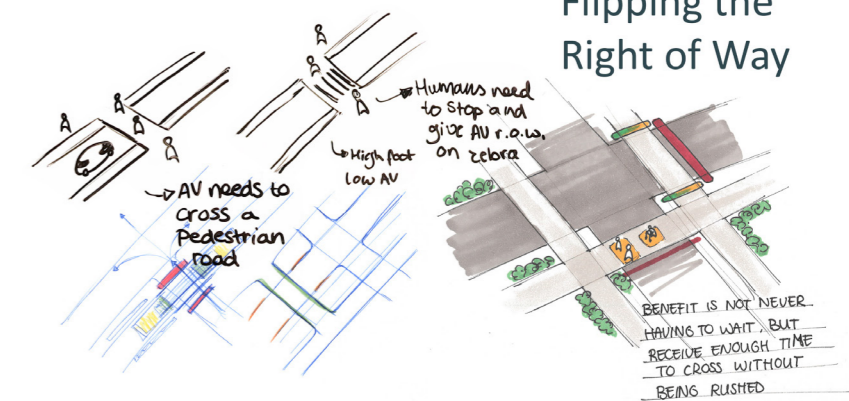 Flipping the
Right of Way
Humans need
to stop and
give AV r.o.w.
on zebra
High foot
low AV
AV needs to
cross a
Pedestrian
road
BENEFIT IS NOT NEVER
HAVING TO WAIT, BUT
RECEIVE ENOUGH TIME
TO CROSS WITHOUT
BEING RUSHED